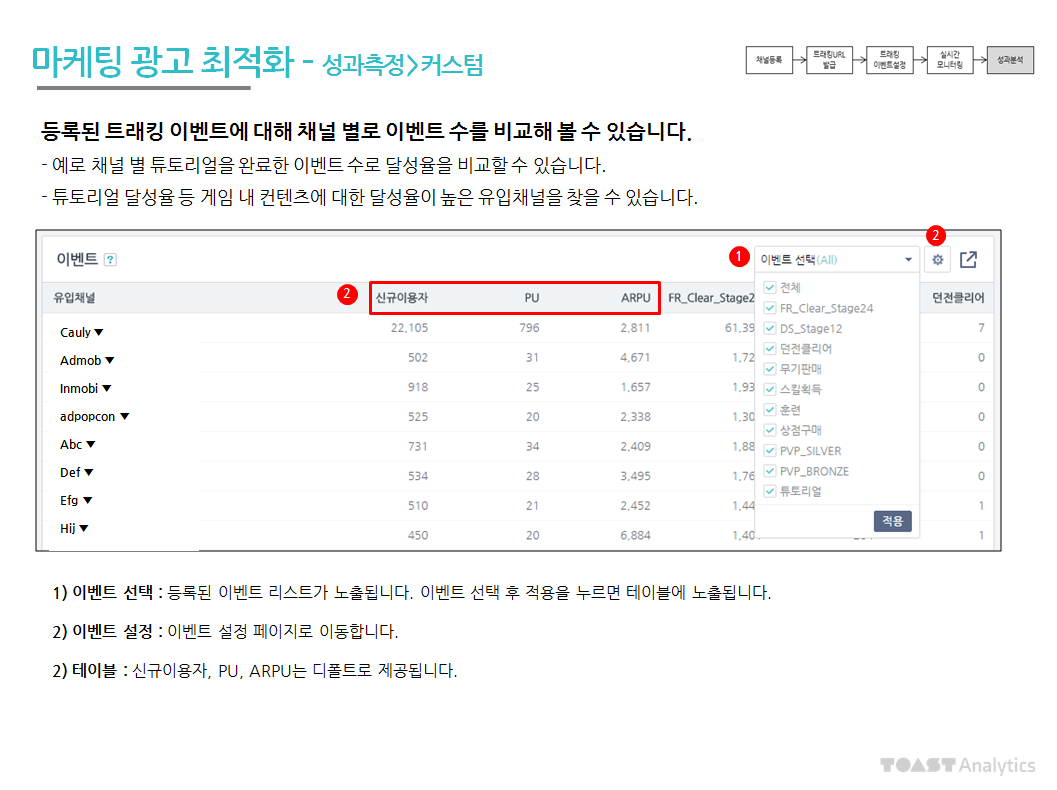 마케팅 광고 최적화 - 성과측정>커스텀
채널등록
트래킹URL
발급
트래킹
이벤트설정
실시간
모니터링
성과분석
등록된 트래킹 이벤트에 대해 채널 별로 이벤트 수를 비교해 볼 수 있습니다.
- 예로 채널 별 튜토리얼을 완료한 이벤트 수로 달성율을 비교할 수 있습니다.
- 튜토리얼 달성율 등 게임 내 컨텐츠에 대한 달성율이 높은 유입채널을 찾을 수 있습니다.
2
이벤트 ?
1 이벤트 선택(All)
유입채널 2 신규이용자 PU ARPU FR_Clear_Stage2 던전클리어
Cauly ▼ 22,105 796 2,811 61,39 7
Admob ▼ 502 31 4,671 1,72 0
Inmobi ▼ 918 25 1,657 1,93 0
adpopcon ▼ 525 20 2,338 1,30 0
Abc ▼ 731 34 2,409 1,88 0
Def ▼ 534 28 3,495 1,76 0
Efg ▼ 510 21 2,452 1,44 1
Hij ▼ 450 20 6,884 1,40 1
전체
FR_Clear_Stage24
DS_Stage12
던전클리어
무기판매
스킬획득
훈련
상점구매
PVP_SILVER
PVP_BRONZE
튜토리얼
적용
1) 이벤트 선택 : 등록된 이벤트 리스트가 노출됩니다. 이벤트 선택 후 적용을 누르면 테이블에 노출됩니다.
2) 이벤트 설정 : 이벤트 설정 페이지로 이동합니다.
2) 테이블 : 신규이용자, PU, ARPU는 디폴트로 제공됩니다.
TOAST Analytics